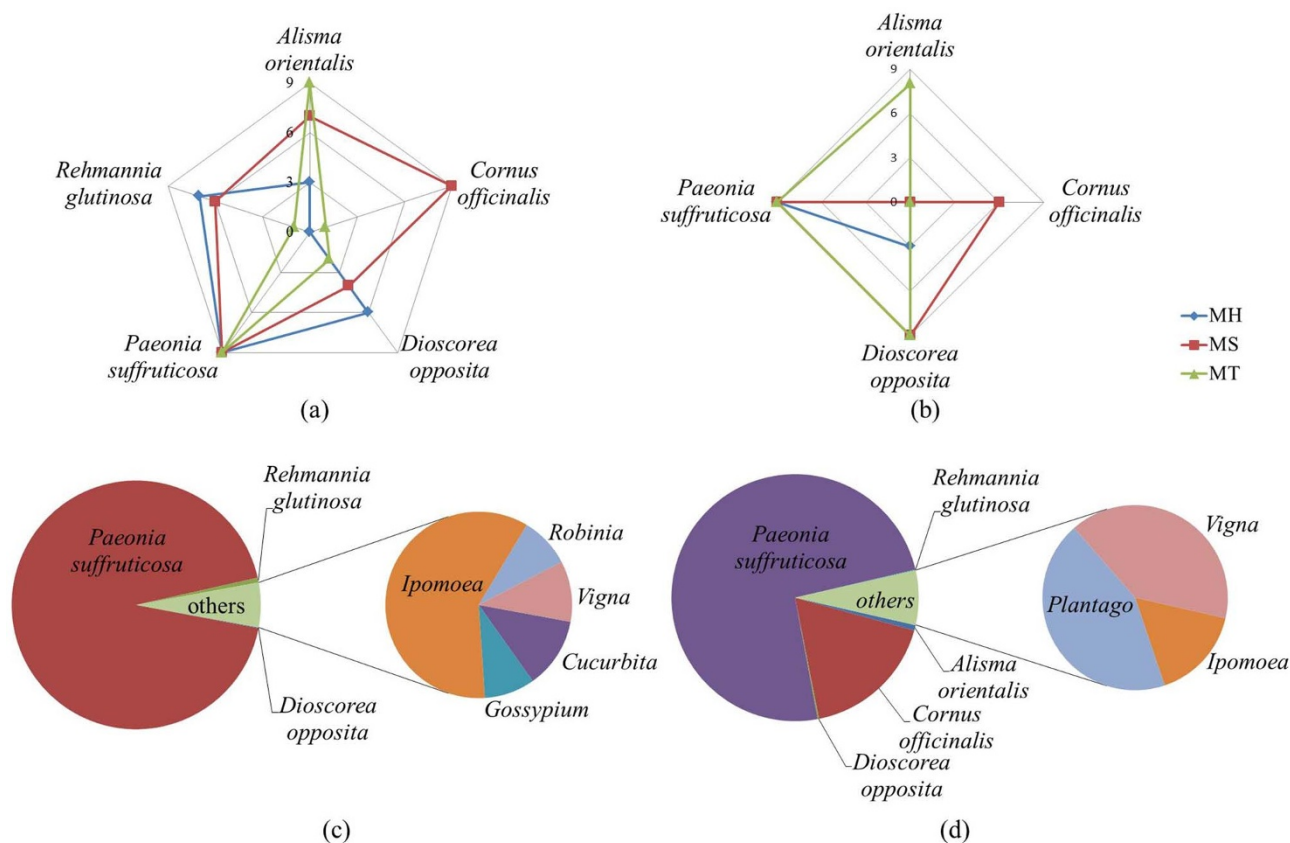 Alisma
orientalis
9
6
3
0
Rehmannia
glutinosa
Cornus
officinalis
Paeonia
suffruticosa
Dioscorea
opposita
(a)
Alisma
orientalis
9
6
3
0
Paeonia
suffruticosa
Cornus
officinalis
Dioscorea
opposita
MH
MS
MT
(b)
Paeonia
suffruticosa
others
Rehmannia
glutinosa
Dioscorea
opposita
Ipomoea
Robinia
Vigna
Cucurbita
Gossypium
(c)
Paeonia
suffruticosa
others
Rehmannia
glutinosa
Alisma
orientalis
Cornus
officinalis
Dioscorea
opposita
Vigna
Plantago
Ipomoea
(d)